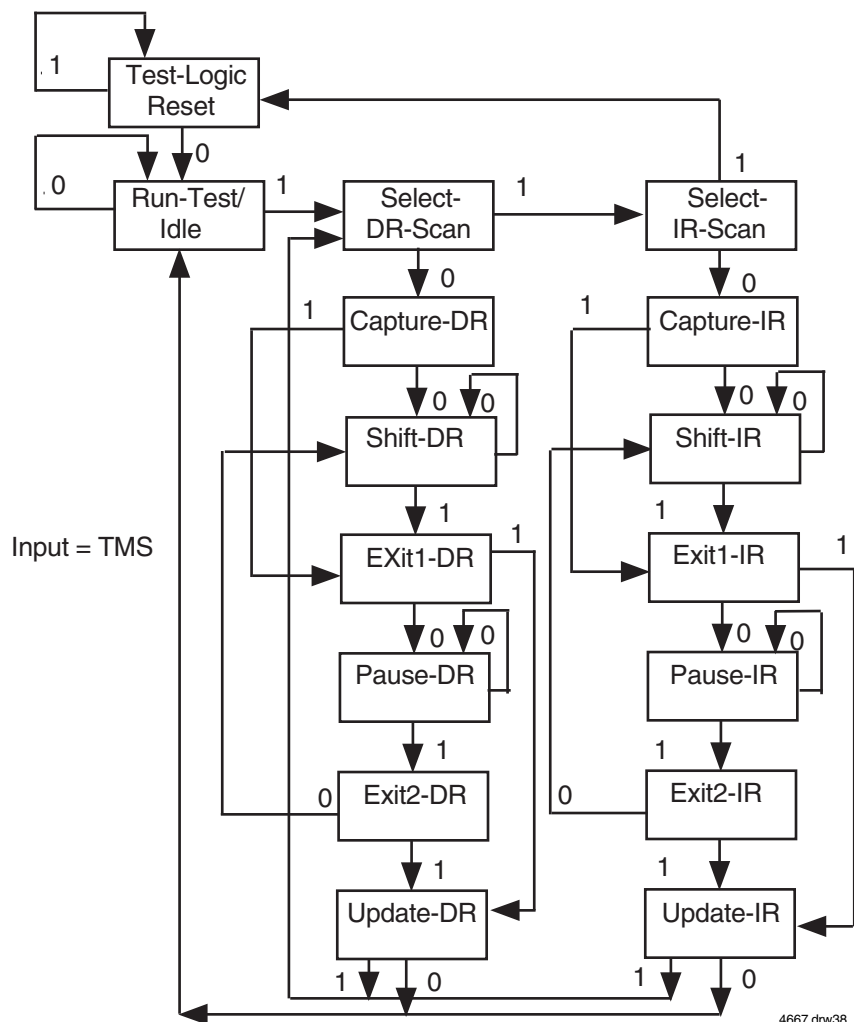 1
Test-Logic
Reset
0
1
0
Run-Test/
Idle
1
Select-
DR-Scan
1
Select-
IR-Scan
0
0
1
Capture-DR
1
Capture-IR
0
0
0
0
Shift-DR
Shift-IR
1
1
Input = TMS
EXit1-DR
1
Exit1-IR
1
0
0
0
0
Pause-DR
Pause-IR
1
1
0
Exit2-DR
0
Exit2-IR
1
1
Update-DR
Update-IR
1
0
1
0
4667 drw38